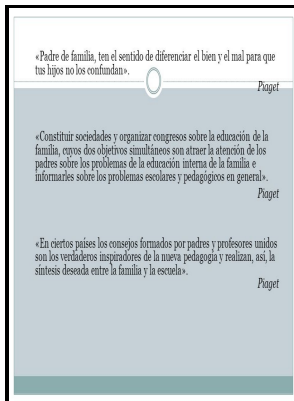 «Padre de familia, ten el sentido de diferenciar el bien y el mal para que
tus hijos no los confundan».
Piaget
«Constituir sociedades y organizar congresos sobre la educación de la
familia, cuyos dos objetivos simultáneos son atraer la atención de los
padres sobre los problemas de la educación interna de la familia e
informarles sobre los problemas escolares y pedagógicos en general».
Piaget
«En ciertos países los consejos formados por padres y profesores unidos
son los verdaderos inspiradores de la nueva pedagogía y realizan, así, la
síntesis deseada entre la familia y la escuela».
Piaget